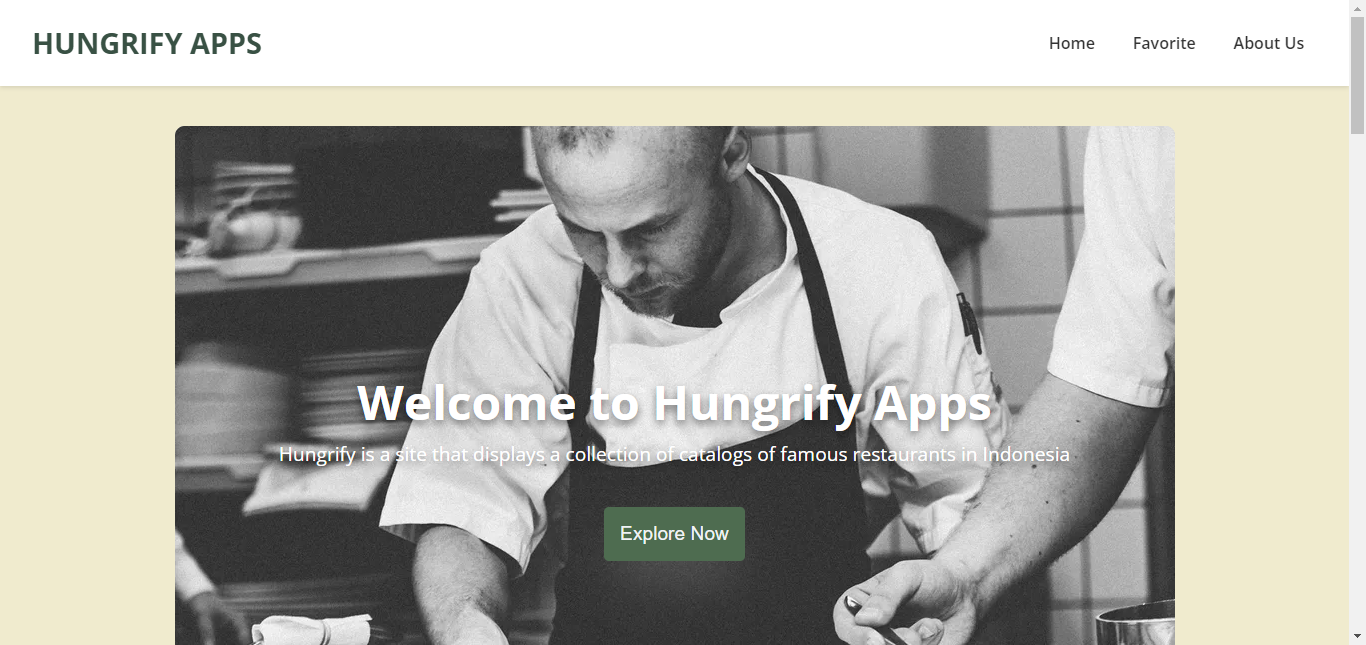 HUNGRIFY APPS
Home Favorite About Us
Welcome to Hungrify Apps
Hungrify is a site that displays a collection of catalogs of famous restaurants in Indonesia
Explore Now